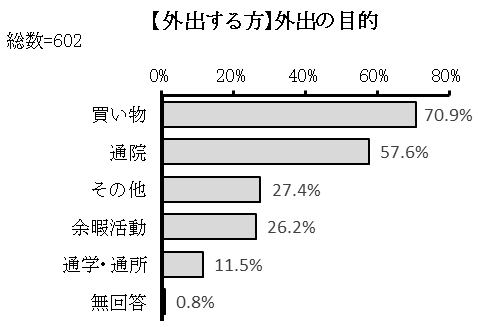 【外出する方】外出の目的
総数=602
0% 20% 40% 60% 80%
買い物 70.9%
通院 57.6%
その他 27.4%
余暇活動 26.2%
通学・通所 11.5%
無回答 0.8%